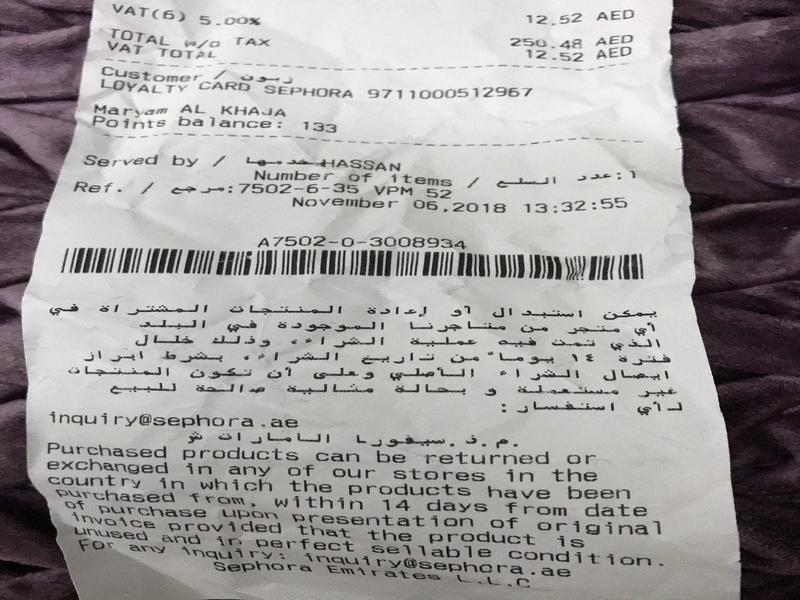 VAT(6) 5.00% 12.52 AED
TOTAL w/o TAX 250.48 AED
VAT TOTAL 12.52 AED
Customer / زبون
LOYALTY CARD SEPHORA 9711000512967
Maryam AL KHAJA
Points balance: 133
Served by / خدمها HASSAN
Number of items / عدد السلع :1
Ref. / مرجع :7502-6-35 VPM 52
November 06,2018 13:32:55
A7502-0-3008934
يمكن استبدال أو إعادة المنتجات المشتراة في
أي متجر من متاجرنا الموجودة في البلد
الذي تمت فيه عملية الشراء، وذلك خلال
فترة ١٤ يوماً من تاريخ الشراء، بشرط ابراز
ايصال الشراء الأصلي وعلى أن تكون المنتجات
غير مستعملة و بحالة مثالية صالحة للبيع
لأي استفسار :
inquiry@sephora.ae
سيفورا الامارات ش.ذ.م.م.
Purchased products can be returned or
exchanged in any of our stores in the
country in which the products have been
purchased from, within 14 days from date
of purchase upon presentation of original
invoice provided that the product is
unused and in perfect sellable condition.
For any inquiry: inquiry@sephora.ae
Sephora Emirates L.L.C